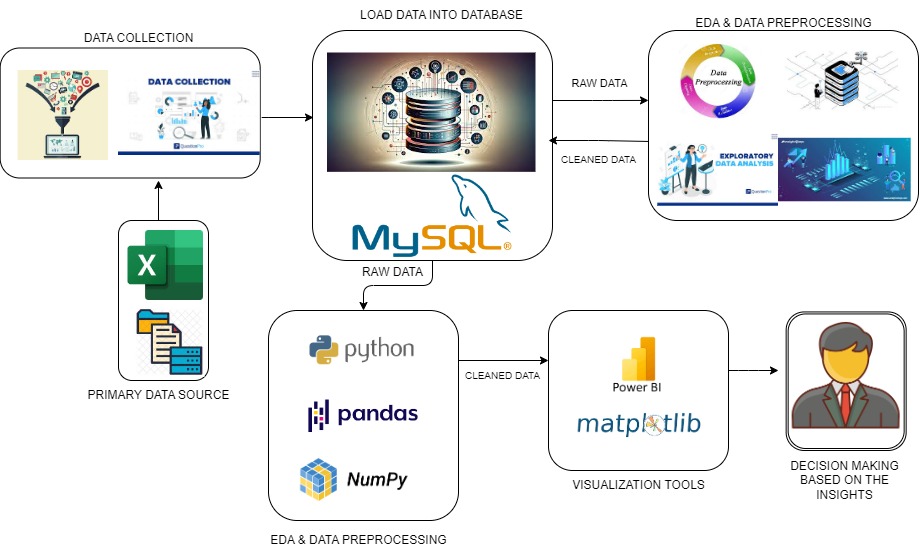 LOAD DATA INTO DATABASE
EDA & DATA PREPROCESSING
DATA COLLECTION
DATA COLLECTION
QuestionPro
RAW DATA
CLEANED DATA
Data
Preprocessing
EXPLORATORY
DATA ANALYSIS
QuestionPro
MySQL®
RAW DATA
X
PRIMARY DATA SOURCE
python
pandas
NumPy
EDA & DATA PREPROCESSING
CLEANED DATA
Power BI
matplotlib
VISUALIZATION TOOLS
DECISION MAKING
BASED ON THE
INSIGHTS